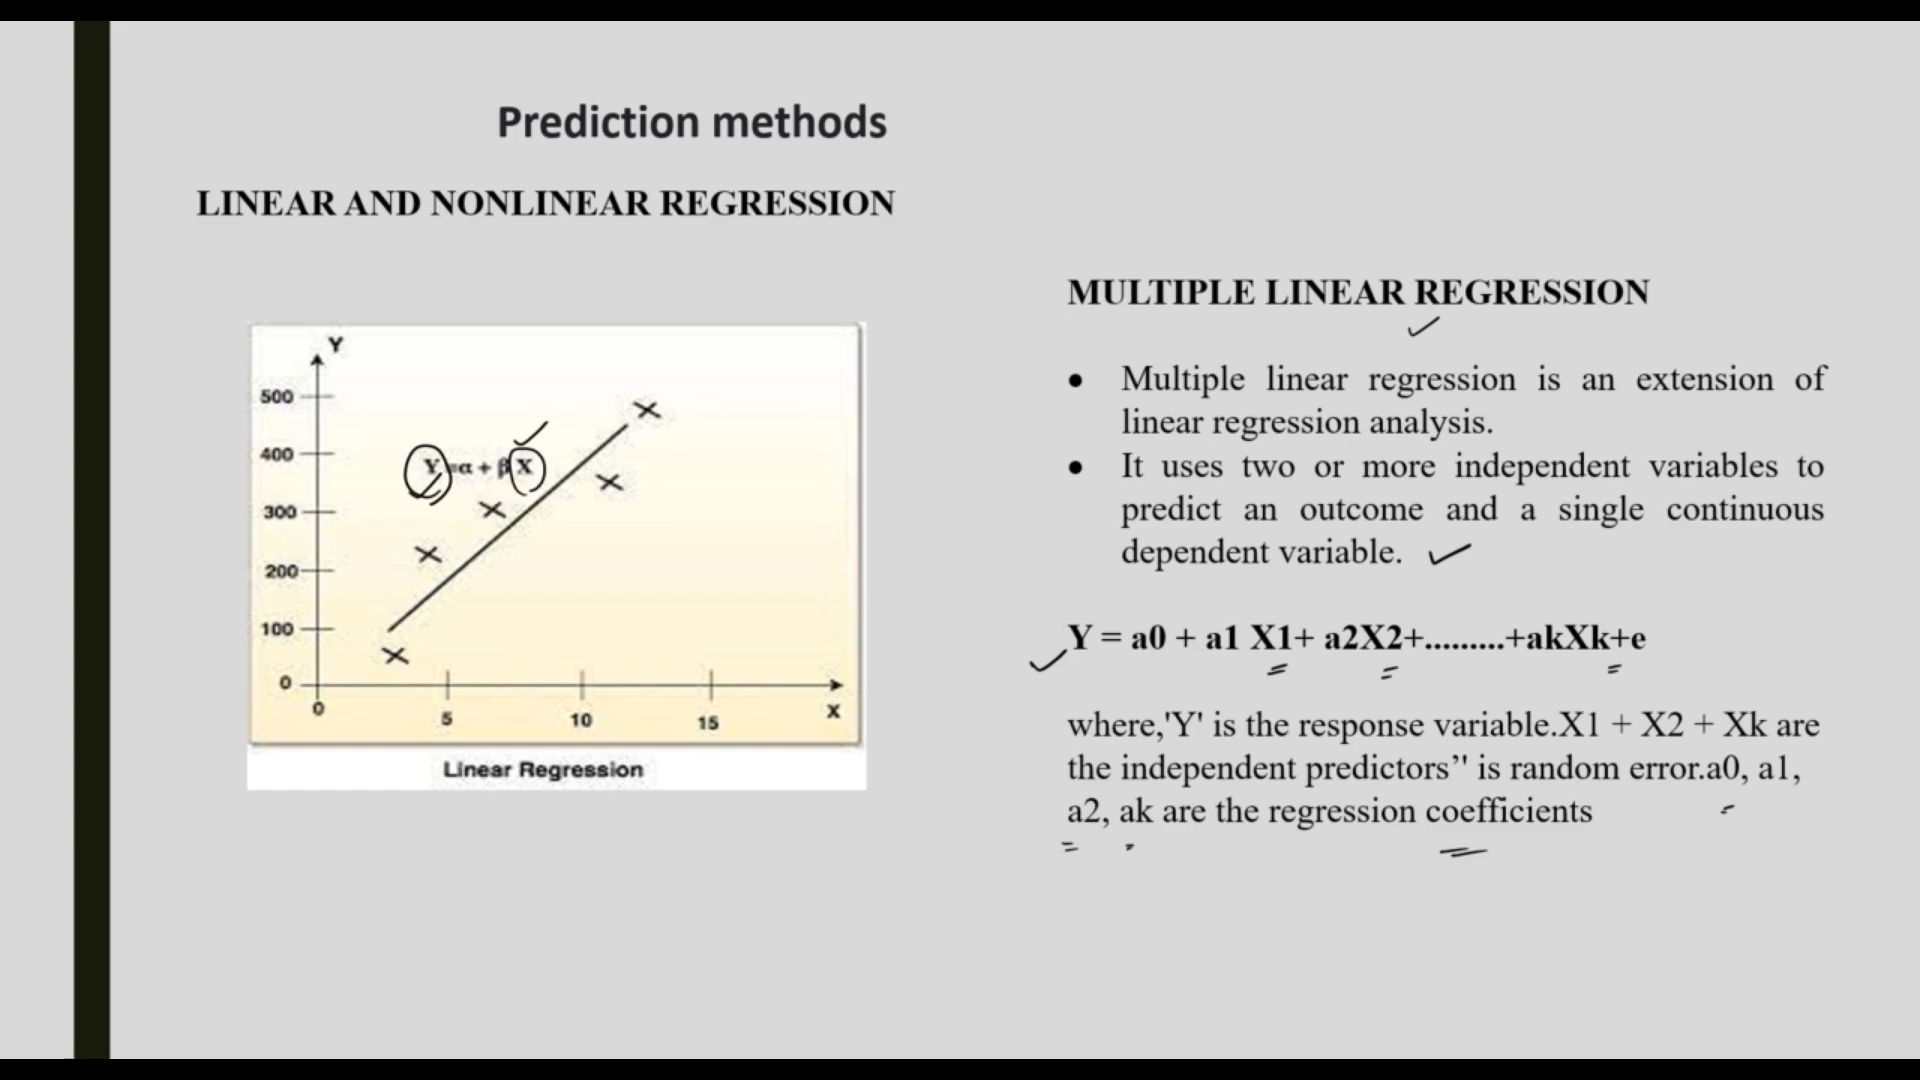 Prediction methods
LINEAR AND NONLINEAR REGRESSION
Y
500
400
300
200
100
0
Y=α + βX
0
5
10
15
X
Linear Regression
MULTIPLE LINEAR REGRESSION
● Multiple linear regression is an extension of
linear regression analysis.
● It uses two or more independent variables to
predict an outcome and a single continuous
dependent variable.
Y = a0 + a1 X1+ a2X2+.........+akXk+e
where,'Y' is the response variable.X1 + X2 + Xk are
the independent predictors’' is random error.a0, a1,
a2, ak are the regression coefficients